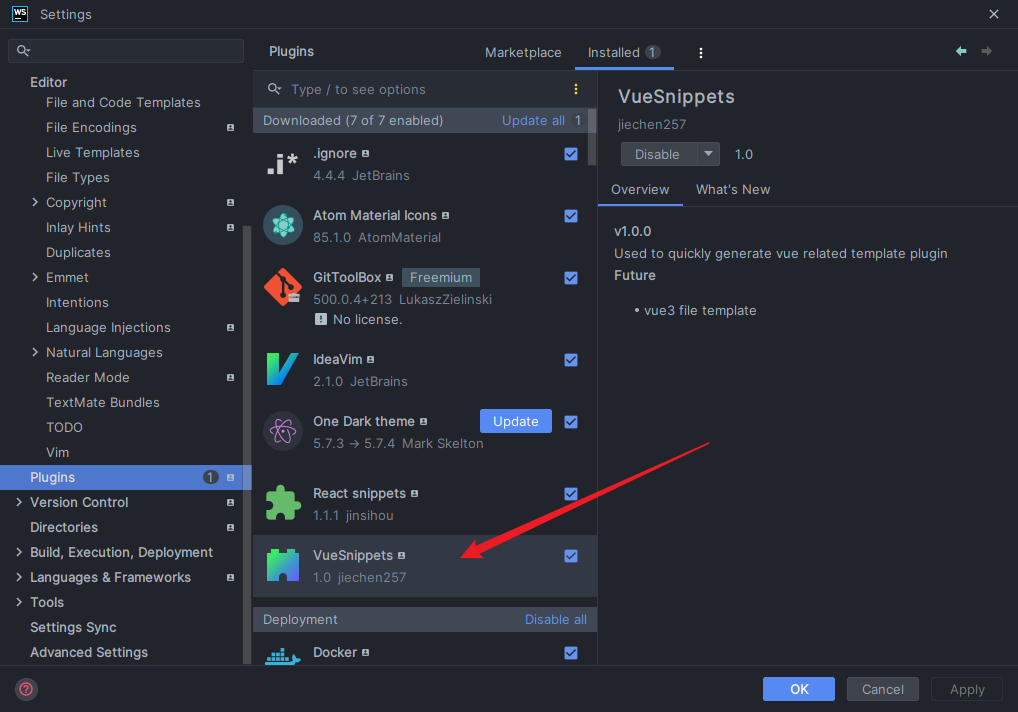 WS Settings
Plugins
Marketplace
Installed 1
Editor
File and Code Templates
File Encodings
Live Templates
File Types
Copyright
Inlay Hints
Duplicates
Emmet
Intentions
Language Injections
Natural Languages
Reader Mode
TextMate Bundles
TODO
Vim
Plugins 1
Version Control
Directories
Build, Execution, Deployment
Languages & Frameworks
Tools
Settings Sync
Advanced Settings
Type / to see options
Downloaded (7 of 7 enabled) Update all 1
.i*
.ignore
4.4.4 JetBrains
Atom Material Icons
85.1.0 AtomMaterial
GitToolBox Freemium
500.0.4+213 LukaszZielinski
! No license.
IdeaVim
2.1.0 JetBrains
One Dark theme Update
5.7.3 → 5.7.4 Mark Skelton
React snippets
1.1.1 jinsihou
VueSnippets
1.0 jiechen257
Deployment Disable all
Docker
VueSnippets
jiechen257
Disable 1.0
Overview What's New
v1.0.0
Used to quickly generate vue related template plugin
Future
• vue3 file template
?
OK Cancel Apply